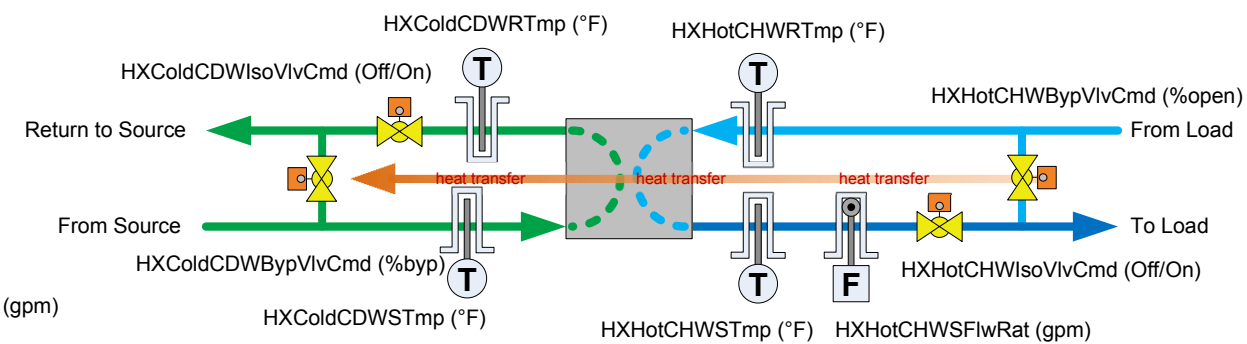 HXColdCDWRTmp (°F)
HXHotCHWRTmp (°F)
HXColdCDWIsoVlvCmd (Off/On)
T
T
HXHotCHWBypVlvCmd (%open)
Return to Source
From Load
heat transfer
heat transfer
heat transfer
From Source
To Load
HXColdCDWBypVlvCmd (%byp)
HXHotCHWIsoVlvCmd (Off/On)
T
T
F
(gpm)
HXColdCDWSTmp (°F)
HXHotCHWSTmp (°F)
HXHotCHWSFlwRat (gpm)